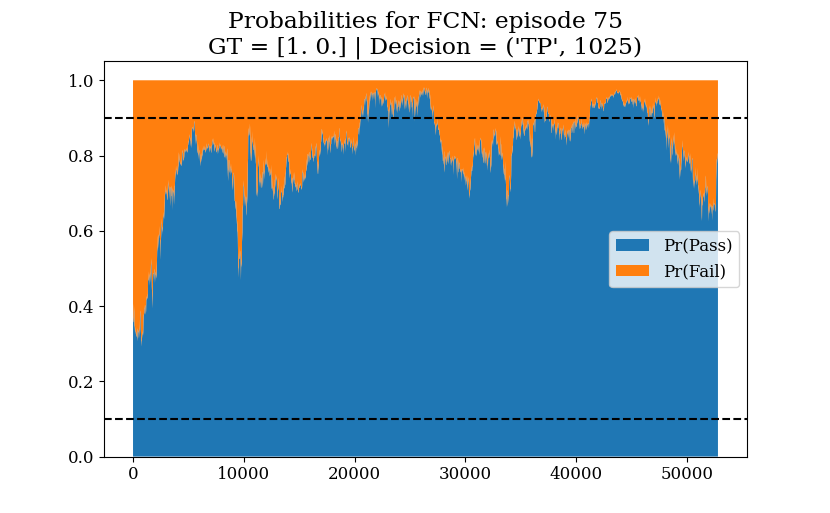 Probabilities for FCN: episode 75
GT = [1. 0.] | Decision = ('TP', 1025)
1.0
0.8
0.6
0.4
0.2
0.0
Pr(Pass)
Pr(Fail)
0 10000 20000 30000 40000 50000